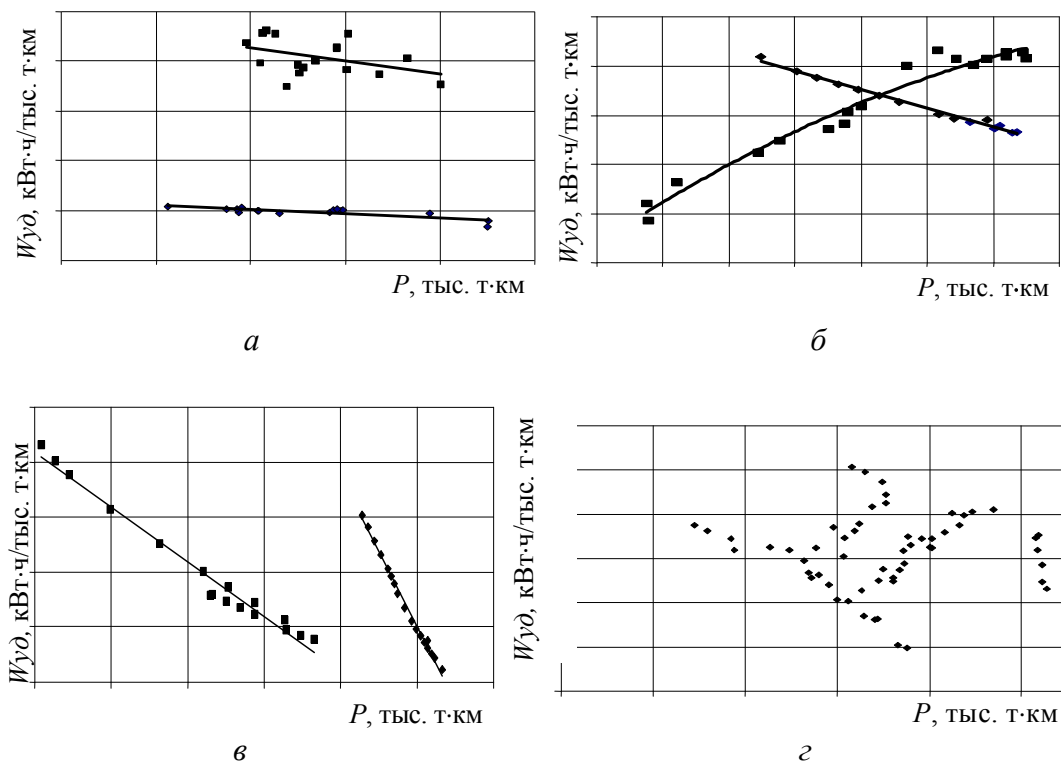 Wуд, кВт·ч/тыс. т·км
P, тыс. т·км
а
Wуд, кВт·ч/тыс. т·км
P, тыс. т·км
б
Wуд, кВт·ч/тыс. т·км
P, тыс. т·км
в
Wуд, кВт·ч/тыс. т·км
P, тыс. т·км
г